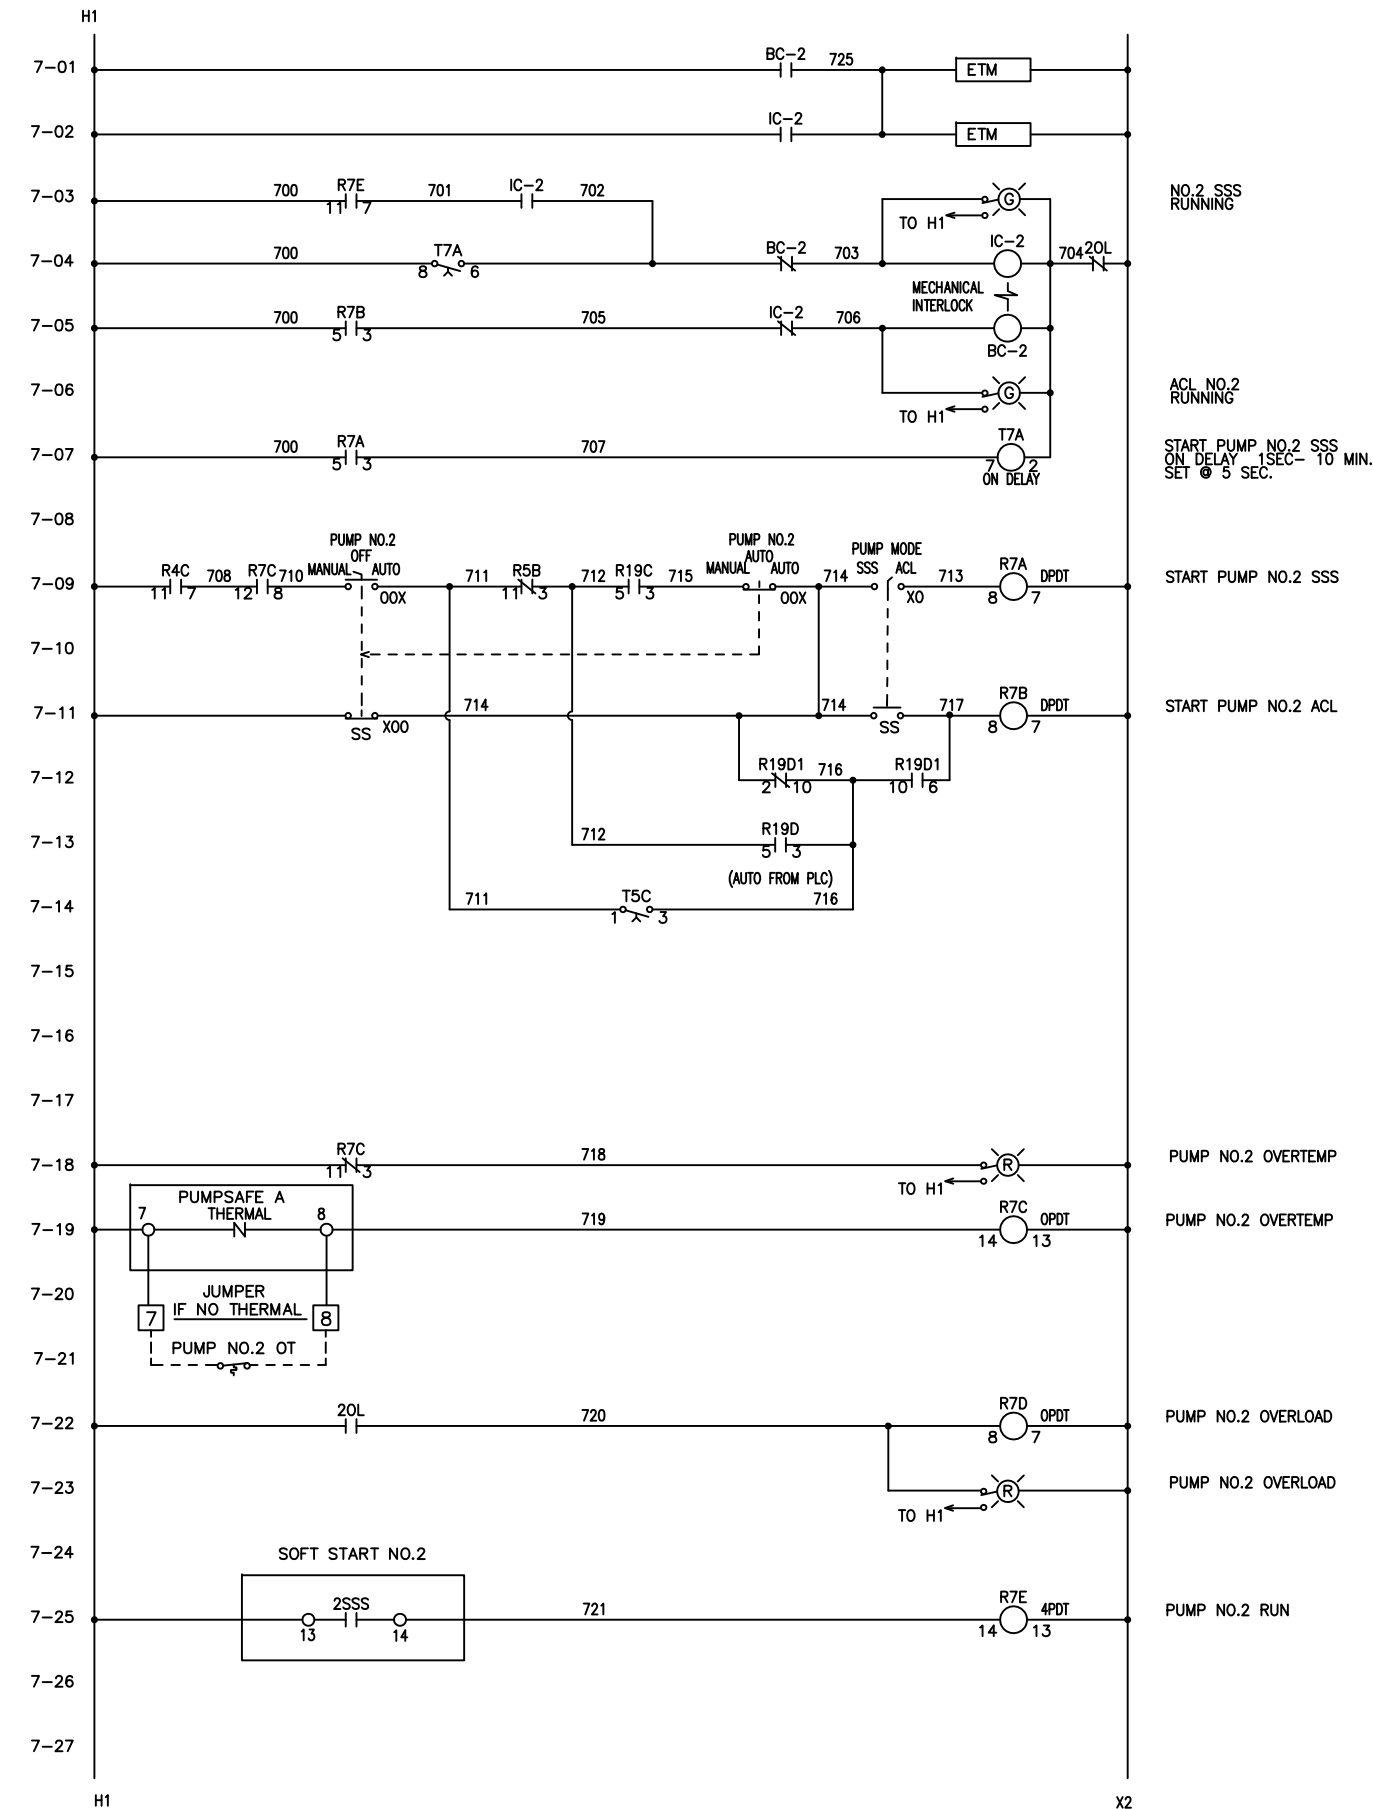 H1
7-01
BC-2
725
ETM
7-02
IC-2
ETM
7-03
700
R7E
11
7
701
IC-2
702
G
TO H1
NO.2 SSS
RUNNING
7-04
700
T7A
8
6
BC-2
703
IC-2
704
2OL
MECHANICAL
INTERLOCK
7-05
700
R7B
5
3
705
IC-2
706
BC-2
7-06
G
TO H1
ACL NO.2
RUNNING
7-07
700
R7A
5
3
707
T7A
7
2
ON DELAY
START PUMP NO.2 SSS
ON DELAY 1SEC- 10 MIN.
SET @ 5 SEC.
7-08
PUMP NO.2
OFF
MANUAL
AUTO
PUMP NO.2
AUTO
MANUAL
AUTO
PUMP MODE
SSS
ACL
7-09
R4C
11
7
708
R7C
12
8
710
OOX
711
R5B
11
3
712
R19C
5
3
715
OOX
714
XO
713
R7A
8
7
DPDT
START PUMP NO.2 SSS
7-10
7-11
SS
XOO
714
714
SS
717
R7B
8
7
DPDT
START PUMP NO.2 ACL
7-12
R19D1
2
10
716
R19D1
10
6
7-13
712
R19D
5
3
(AUTO FROM PLC)
7-14
711
T5C
1
3
716
7-15
7-16
7-17
7-18
R7C
11
3
718
R
TO H1
PUMP NO.2 OVERTEMP
7-19
PUMPSAFE A
THERMAL
7
8
719
R7C
14
13
OPDT
PUMP NO.2 OVERTEMP
7-20
JUMPER
IF NO THERMAL
7
8
7-21
PUMP NO.2 OT
7-22
2OL
720
R7D
8
7
OPDT
PUMP NO.2 OVERLOAD
7-23
R
TO H1
PUMP NO.2 OVERLOAD
7-24
SOFT START NO.2
7-25
2SSS
13
14
721
R7E
14
13
4PDT
PUMP NO.2 RUN
7-26
7-27
H1
X2